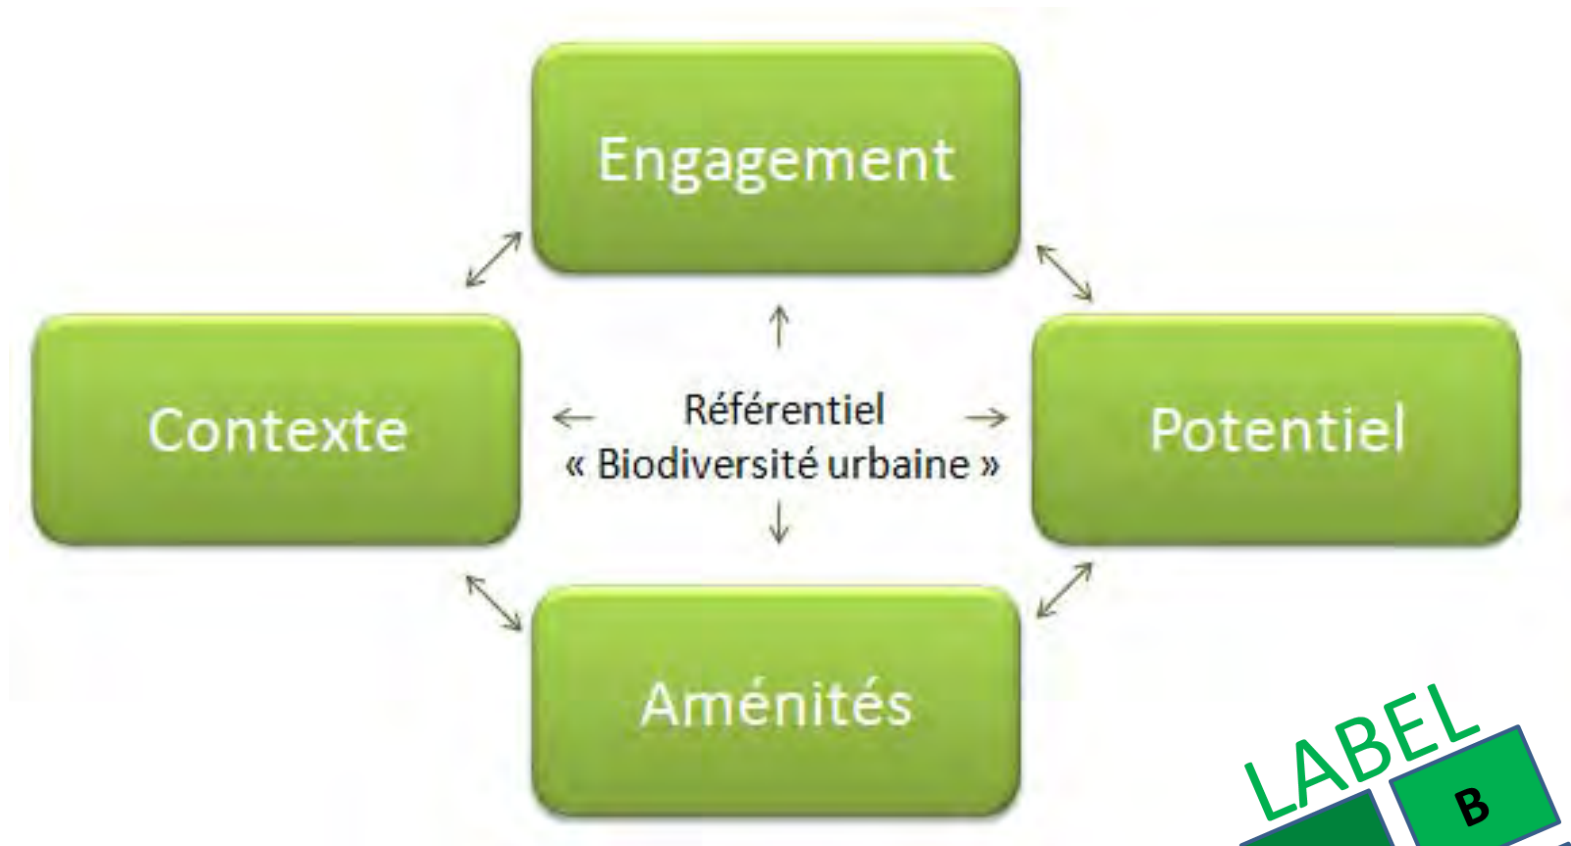 Engagement
Contexte
Référentiel
« Biodiversité urbaine »
Potentiel
Aménités
LABEL
B